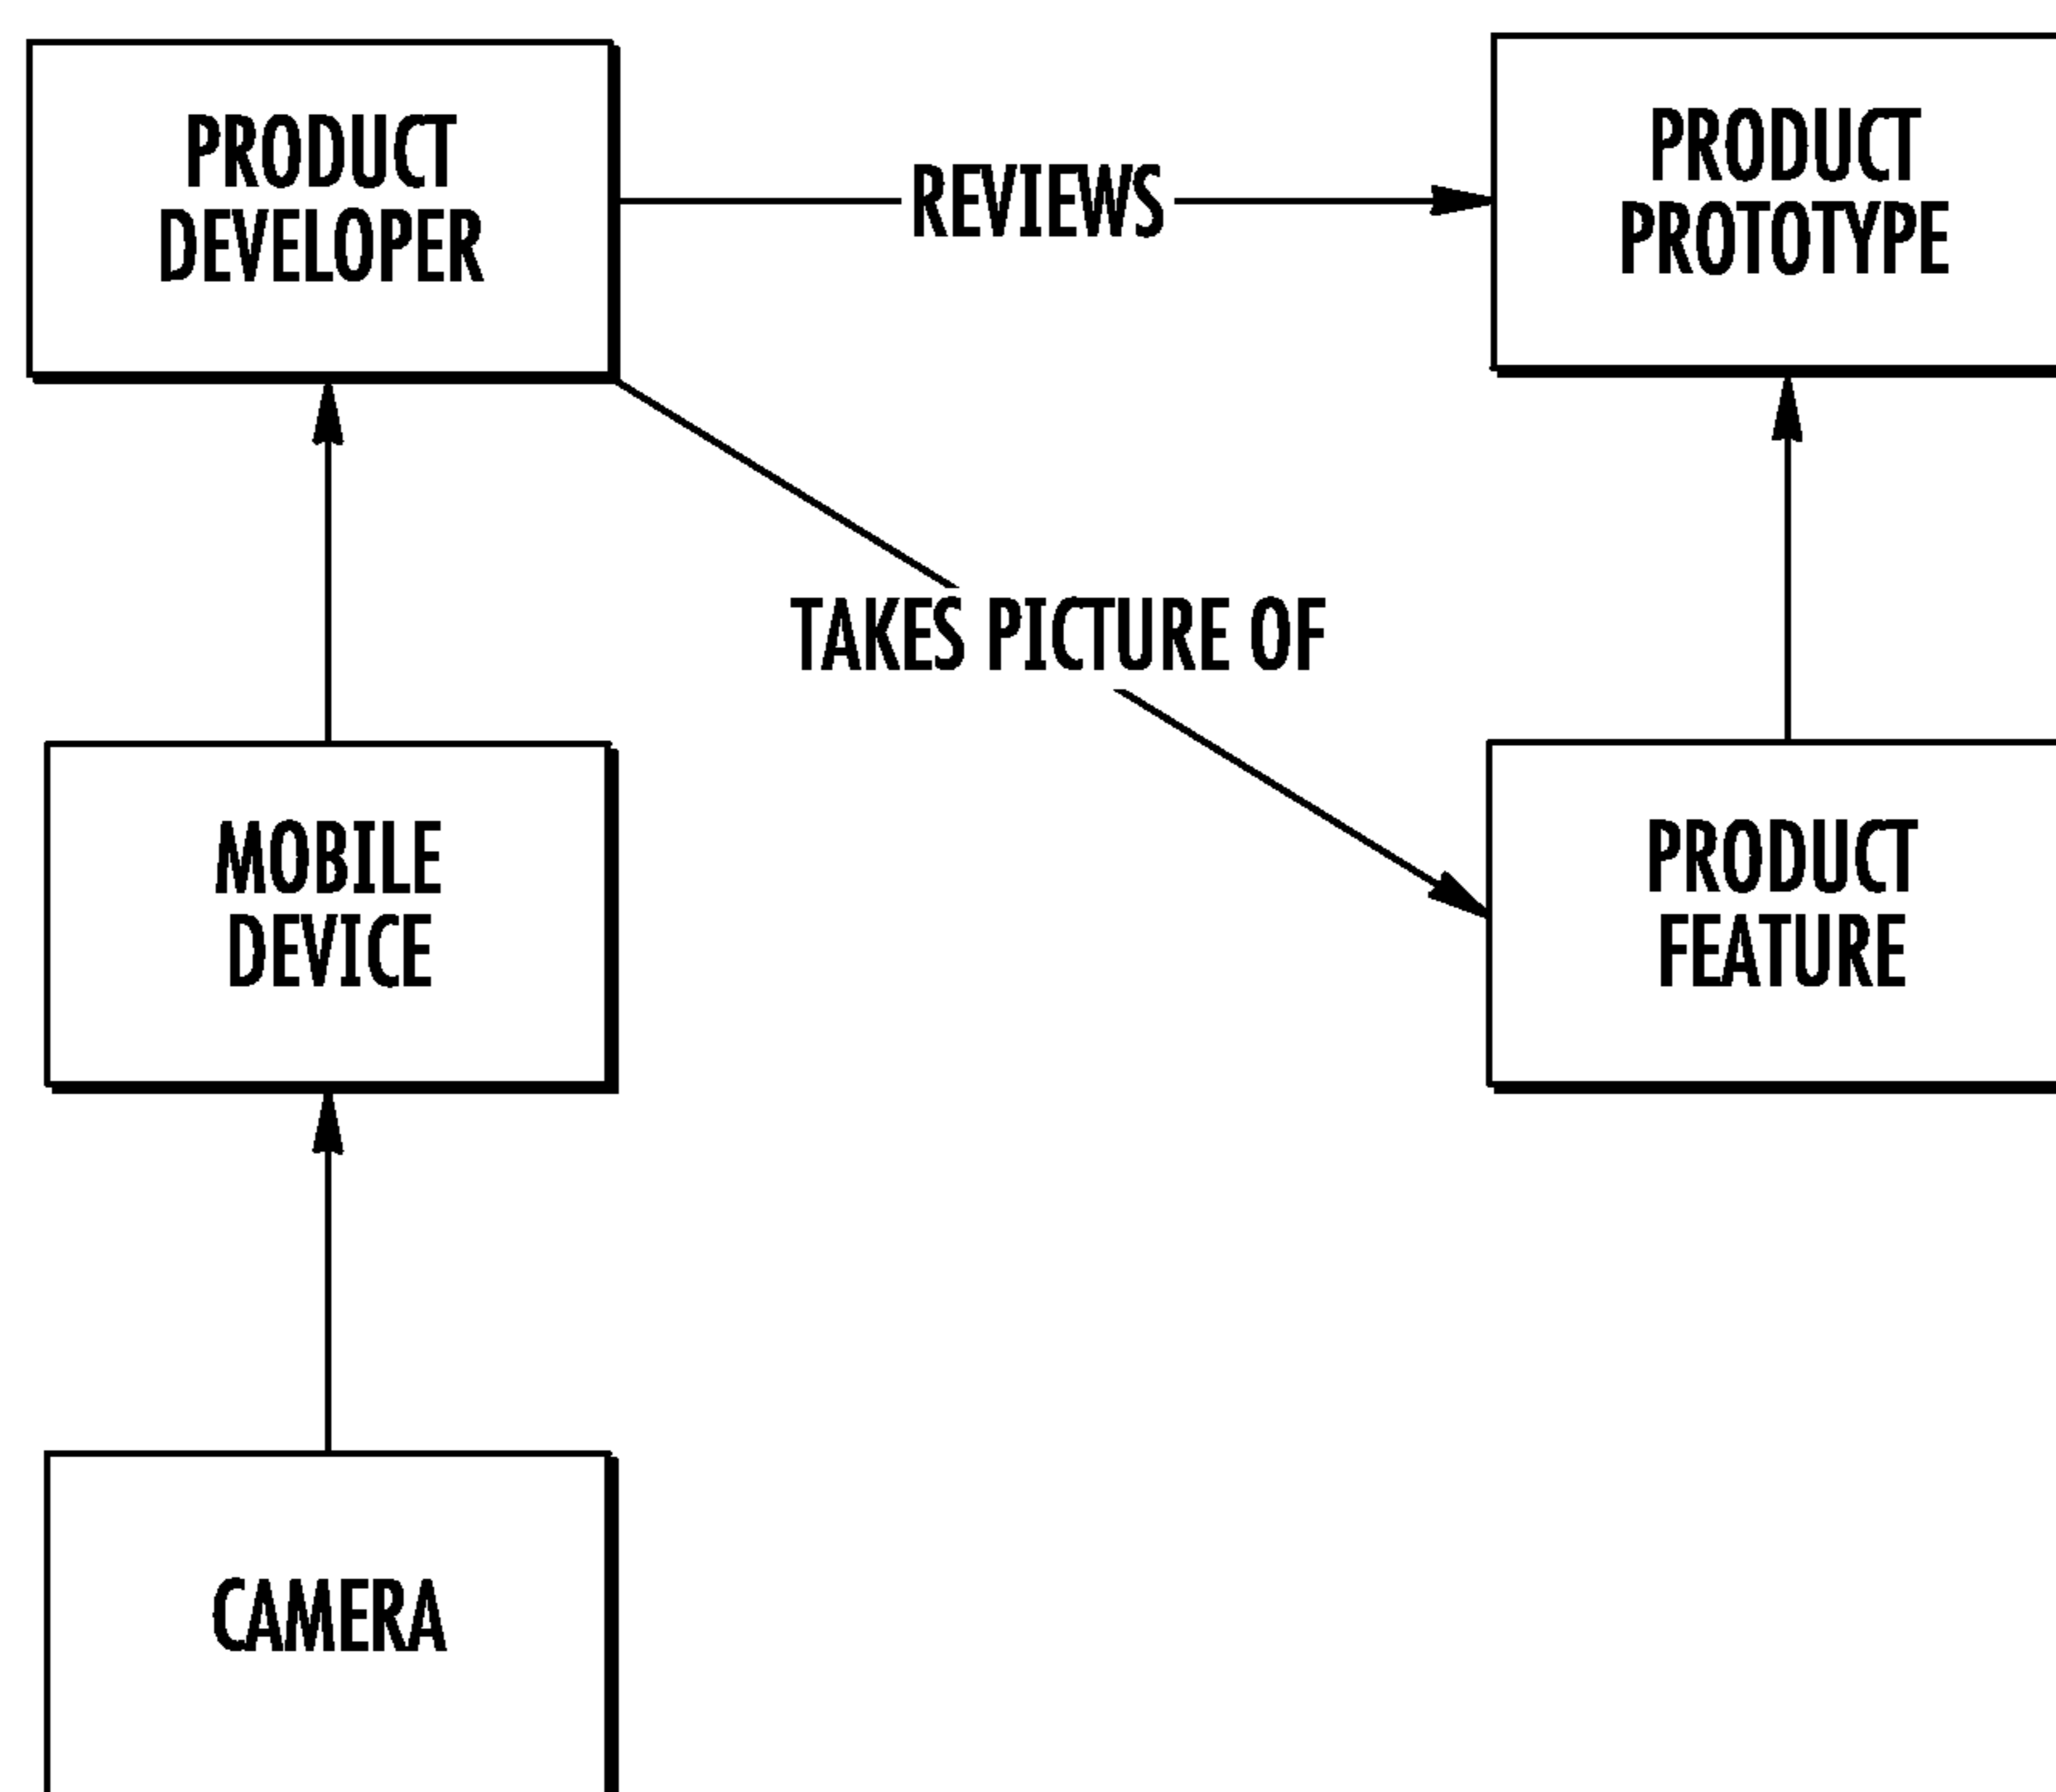 PRODUCT
DEVELOPER
REVIEWS
PRODUCT
PROTOTYPE
TAKES PICTURE OF
MOBILE
DEVICE
PRODUCT
FEATURE
CAMERA